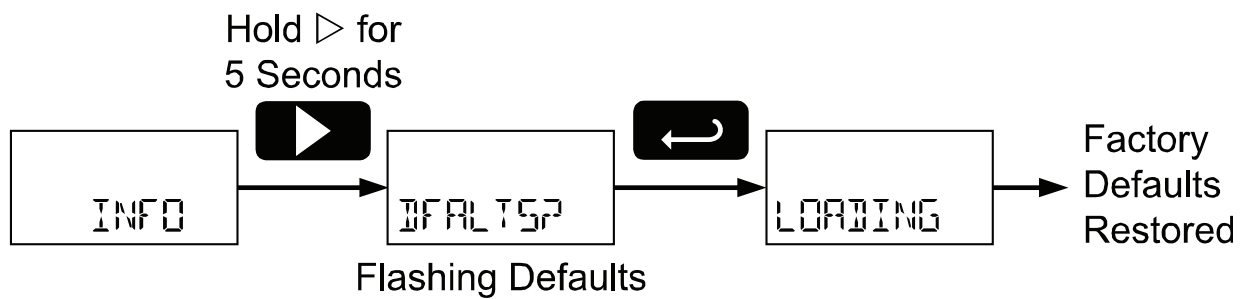 Hold ▷ for
5 Seconds
INFO
DFALTS?
LOADING
Factory
Defaults
Restored
Flashing Defaults